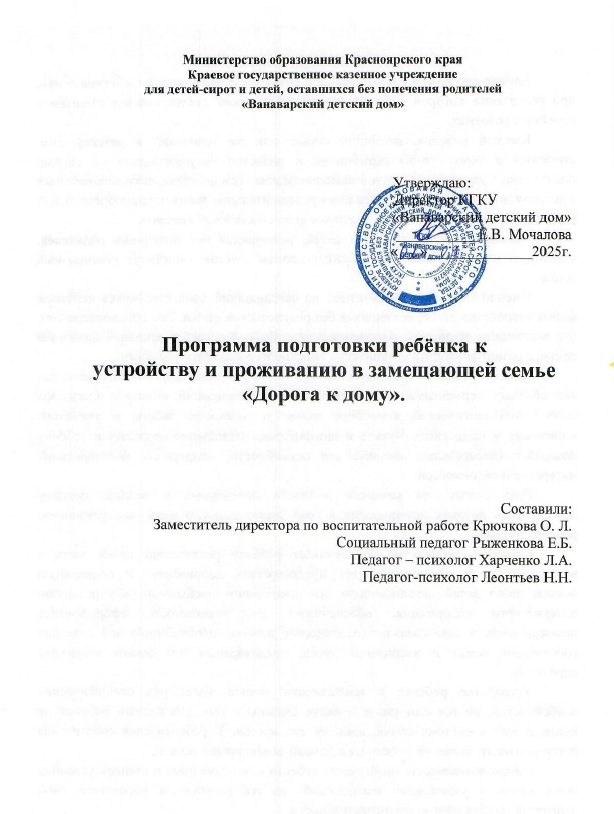 Министерство образования Красноярского края
Краевое государственное казенное учреждение
для детей-сирот и детей, оставшихся без попечения родителей
«Ванаварский детский дом»
Утверждаю:
Директор КГКУ
«Ванаварский детский дом»
Е.В. Мочалова
2025г.
Программа подготовки ребёнка к
устройству и проживанию в замещающей семье
«Дорога к дому».
Составили:
Заместитель директора по воспитательной работе Крючкова О. Л.
Социальный педагог Рыженкова Е.Б.
Педагог – психолог Харченко Л.А.
Педагог-психолог Леонтьев Н.Н.